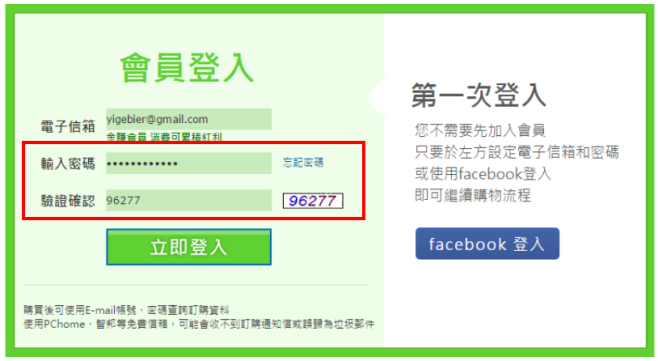 會員登入
電子信箱 yigebier@gmail.com
金賺會員 消費可累積紅利
輸入密碼 •••••••••••• 忘記密碼
驗證確認 96277 96277
立即登入
購買後可使用E-mail帳號、密碼查詢訂購資料
使用PChome、智邦等免費信箱，可能會收不到訂購通知信或誤歸為垃圾郵件
第一次登入
您不需要先加入會員
只要於左方設定電子信箱和密碼
或使用facebook登入
即可繼續購物流程
facebook 登入